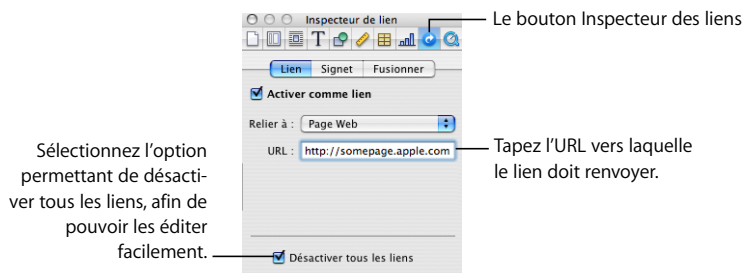 Inspecteur de lien
Le bouton Inspecteur des liens
T
Lien Signet Fusionner
Activer comme lien
Relier à : Page Web
URL : http://somepage.apple.com
Tapez l'URL vers laquelle
le lien doit renvoyer.
Sélectionnez l'option
permettant de désacti-
ver tous les liens, afin de
pouvoir les éditer
facilement.
Désactiver tous les liens